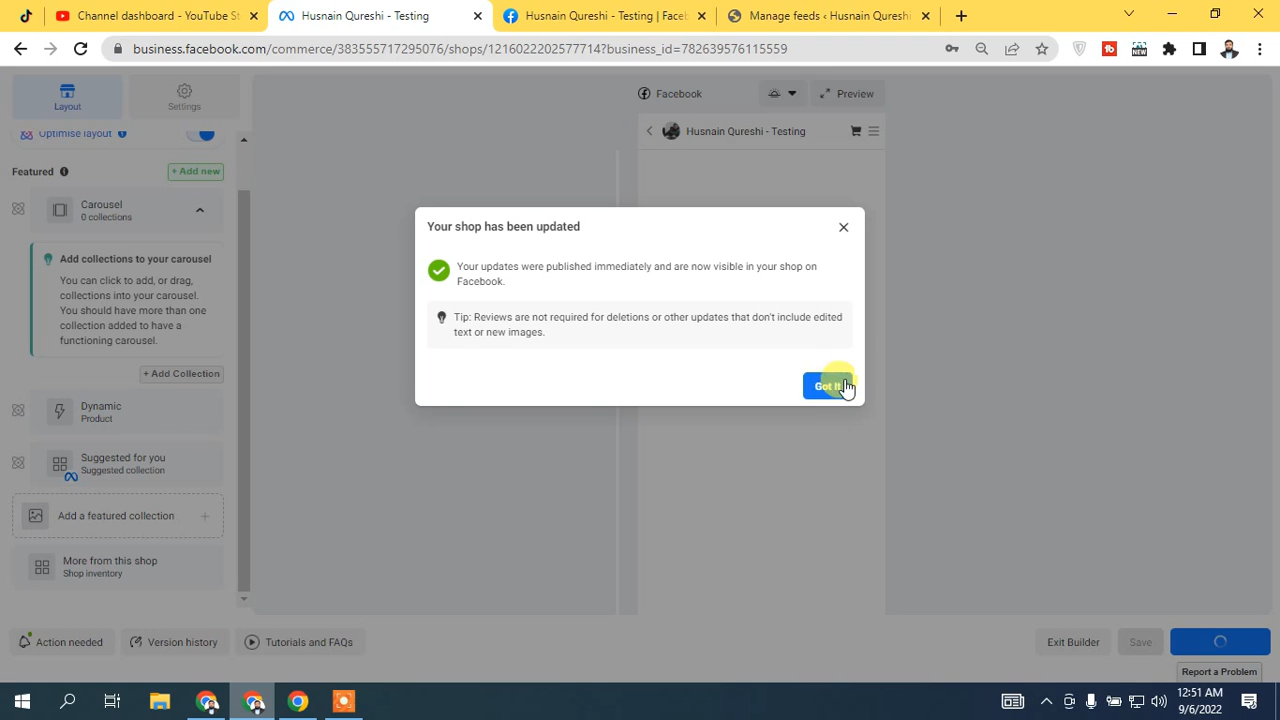 Channel dashboard - YouTube St
Husnain Qureshi - Testing
Husnain Qureshi - Testing | Faceb
Manage feeds ‹ Husnain Qureshi
business.facebook.com/commerce/383555717295076/shops/1216022202577714?business_id=782639576115559
NEW
Layout
Settings
Facebook
Preview
Optimise layout
Husnain Qureshi - Testing
Featured
+ Add new
Carousel
0 collections
Add collections to your carousel
You can click to add, or drag,
collections into your carousel.
You should have more than one
collection added to have a
functioning carousel.
+ Add Collection
Dynamic
Product
Suggested for you
Suggested collection
Add a featured collection
More from this shop
Shop inventory
Your shop has been updated
Your updates were published immediately and are now visible in your shop on
Facebook.
Tip: Reviews are not required for deletions or other updates that don't include edited
text or new images.
Got It
Action needed
Version history
Tutorials and FAQs
Exit Builder
Save
Report a Problem
12:51 AM
9/6/2022